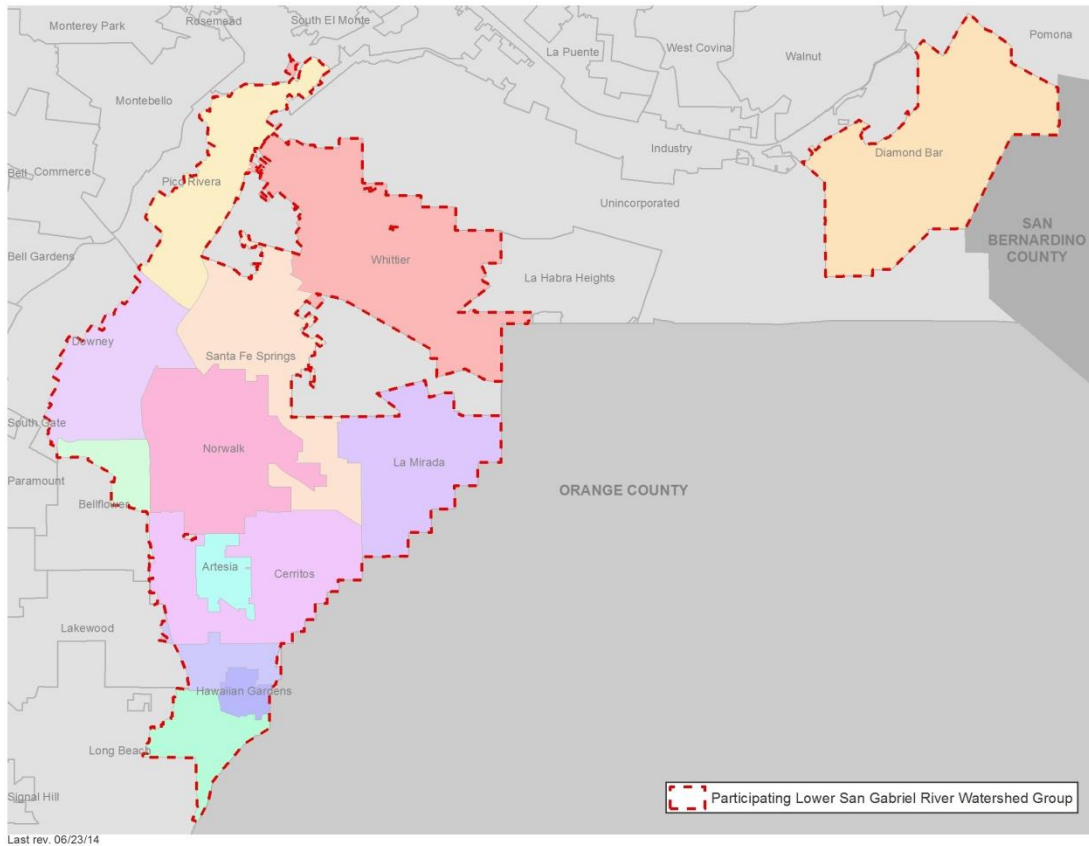 Monterey Park
Rosemead
South El Monte
La Puente
West Covina
Walnut
Pomona
Montebello
Bell
Commerce
Pico Rivera
Industry
Diamond Bar
Unincorporated
SAN
BERNARDINO
COUNTY
Bell Gardens
Whittier
La Habra Heights
Downey
Santa Fe Springs
South Gate
Norwalk
La Mirada
Paramount
Bellflower
ORANGE COUNTY
Artesia
Cerritos
Lakewood
Hawaiian Gardens
Long Beach
Signal Hill
Participating Lower San Gabriel River Watershed Group
Last rev. 06/23/14